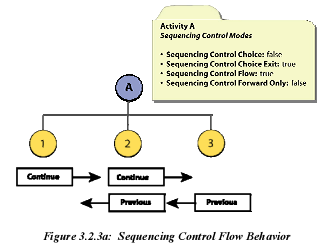 Activity A
Sequencing Control Modes
• Sequencing Control Choice: false
• Sequencing Control Choice Exit: true
• Sequencing Control Flow: true
• Sequencing Control Forward Only: false
A
1 2 3
Continue Continue
Previous Previous
Figure 3.2.3a: Sequencing Control Flow Behavior